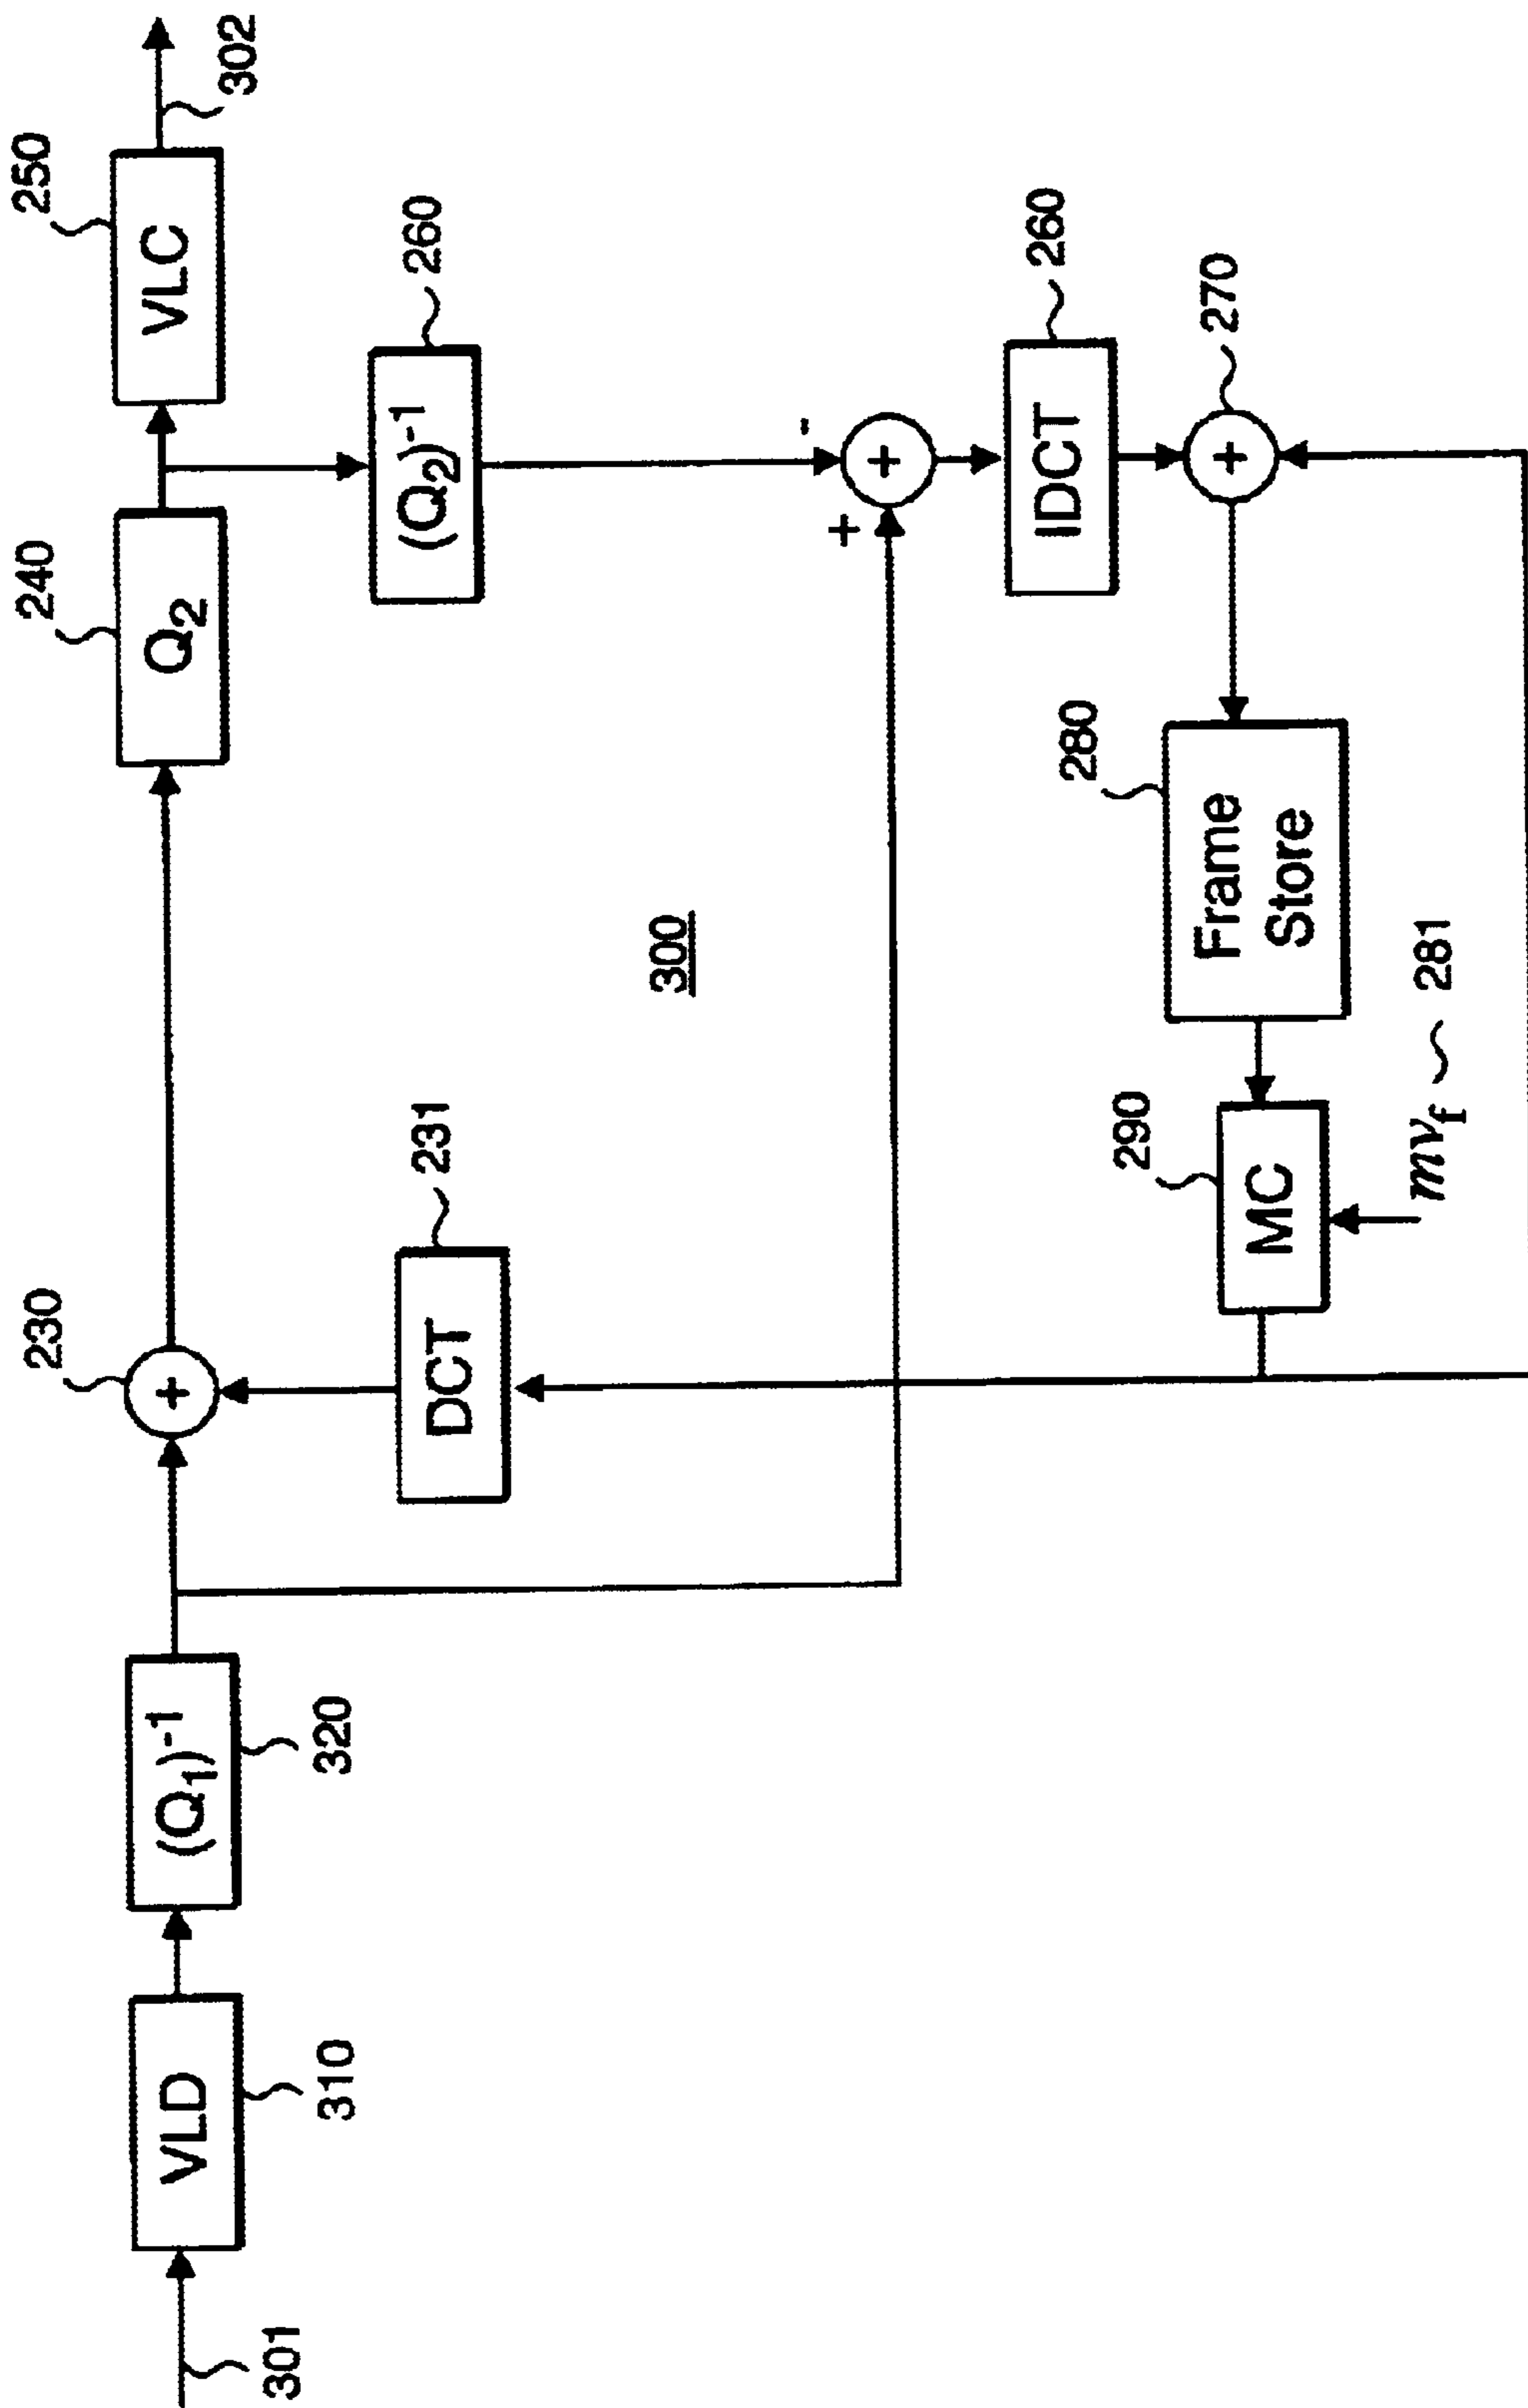 301
VLD
310
(Q1)-1
320
230
+
DCT
231
240
Q2
250
VLC
302
(Q2)-1
260
300
+
-
+
IDCT
260
+
270
Frame
Store
280
MC
290
mvf
281